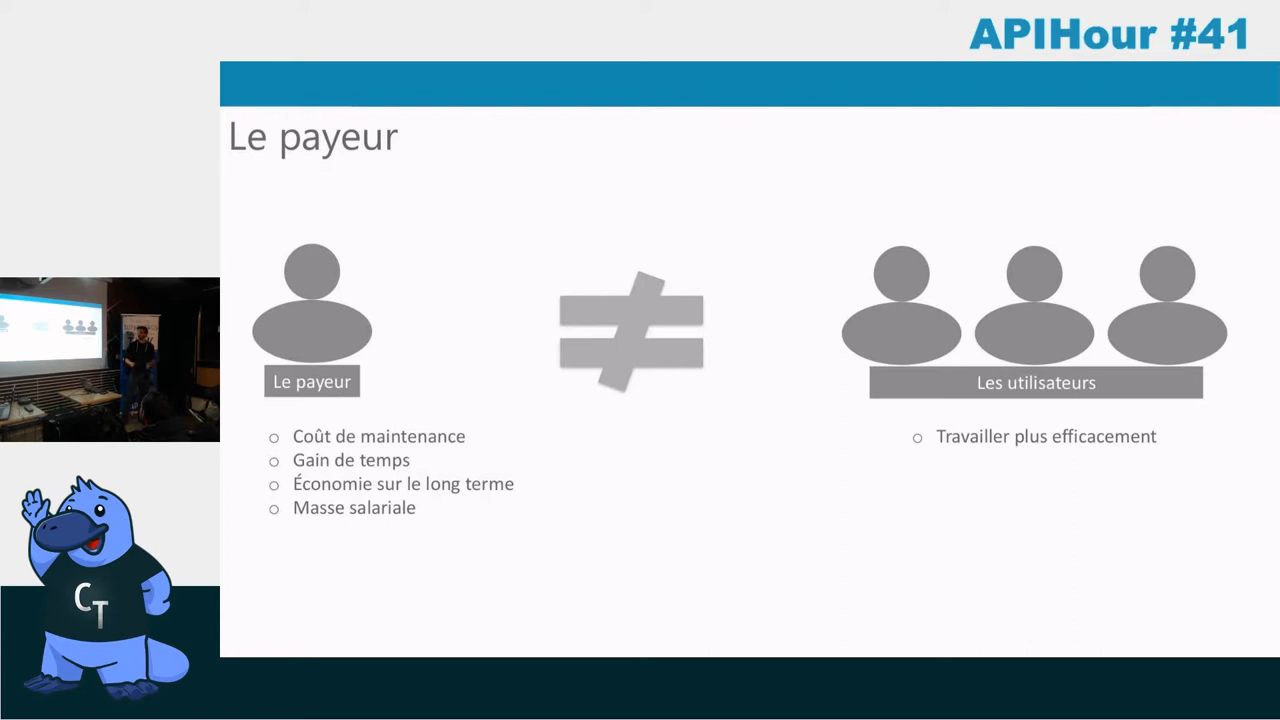 APIHour #41
Le payeur
Le payeur
Les utilisateurs
○ Coût de maintenance
○ Gain de temps
○ Économie sur le long terme
○ Masse salariale
○ Travailler plus efficacement
CT